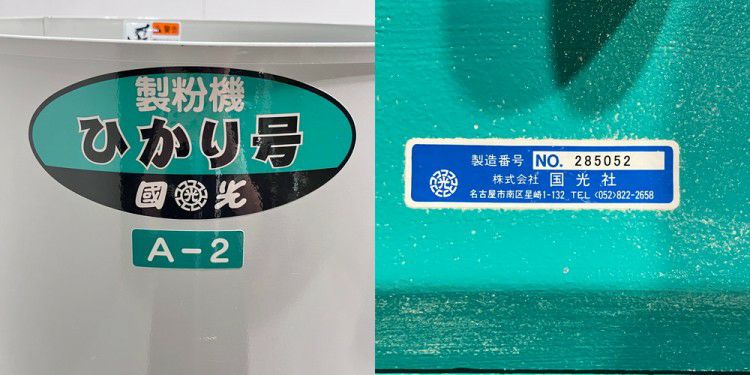 製粉機
ひかり号
國光
A-2
製造番号 NO. 285052
株式会社 国光社
名古屋市南区星崎1-132 TEL <052>822-2658